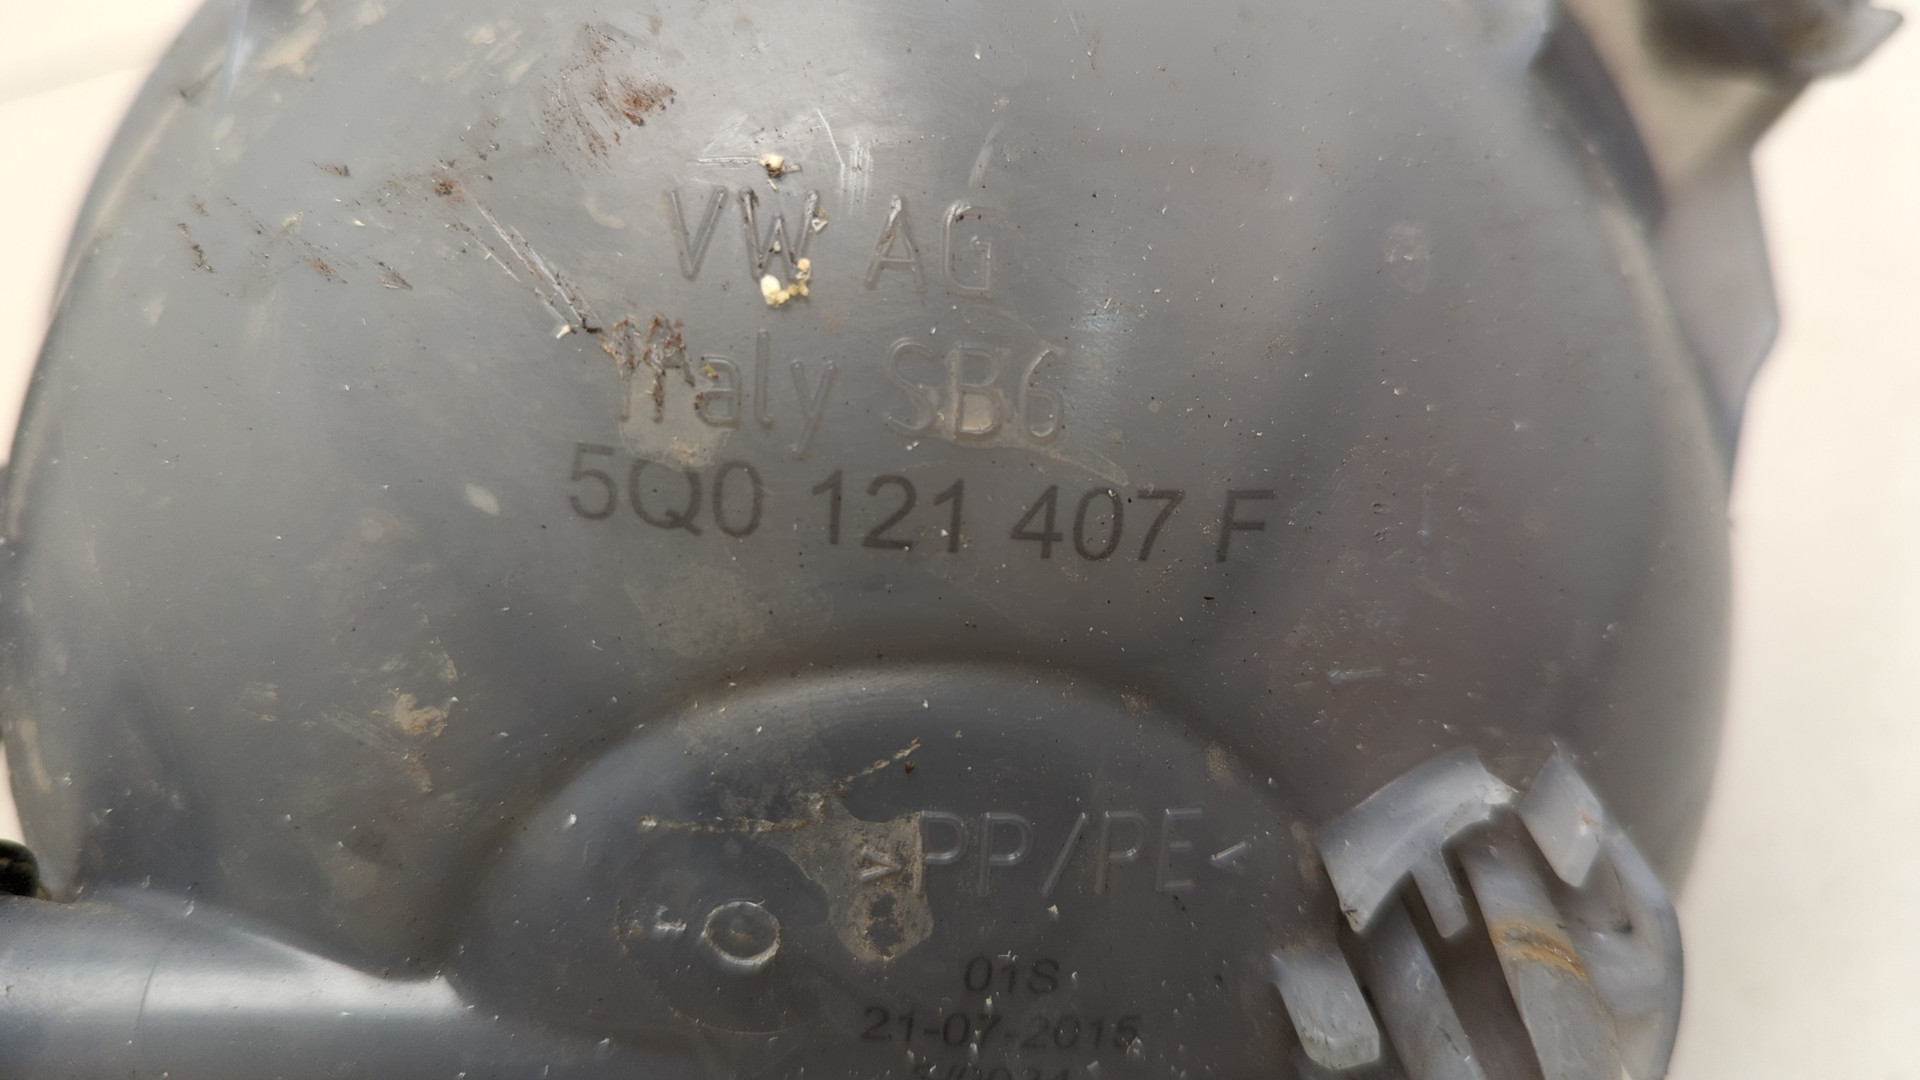 VW AG
Italy SB6
5Q0 121 407 F
>PP/PE<
01S
21-07-2015